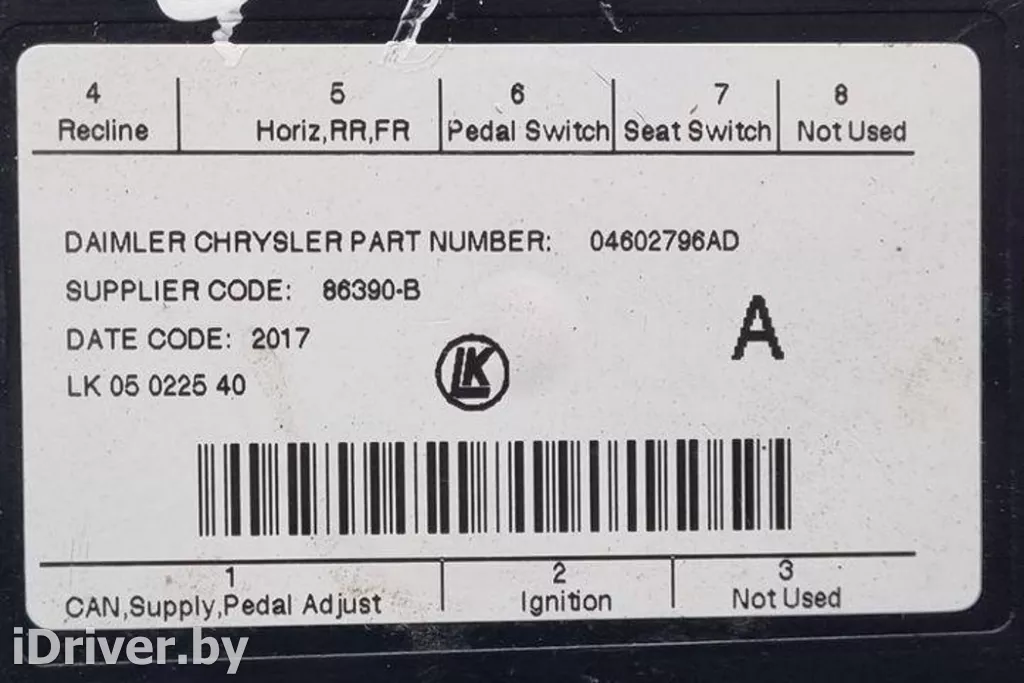 4 5 6 7 8
Recline Horiz,RR,FR Pedal Switch Seat Switch Not Used
DAIMLER CHRYSLER PART NUMBER: 04602796AD
SUPPLIER CODE: 86390-B
DATE CODE: 2017
LK 05 0225 40
LK
A
1 2 3
CAN,Supply,Pedal Adjust Ignition Not Used
iDriver.by